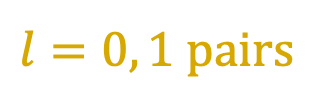 l = 0, 1 pairs